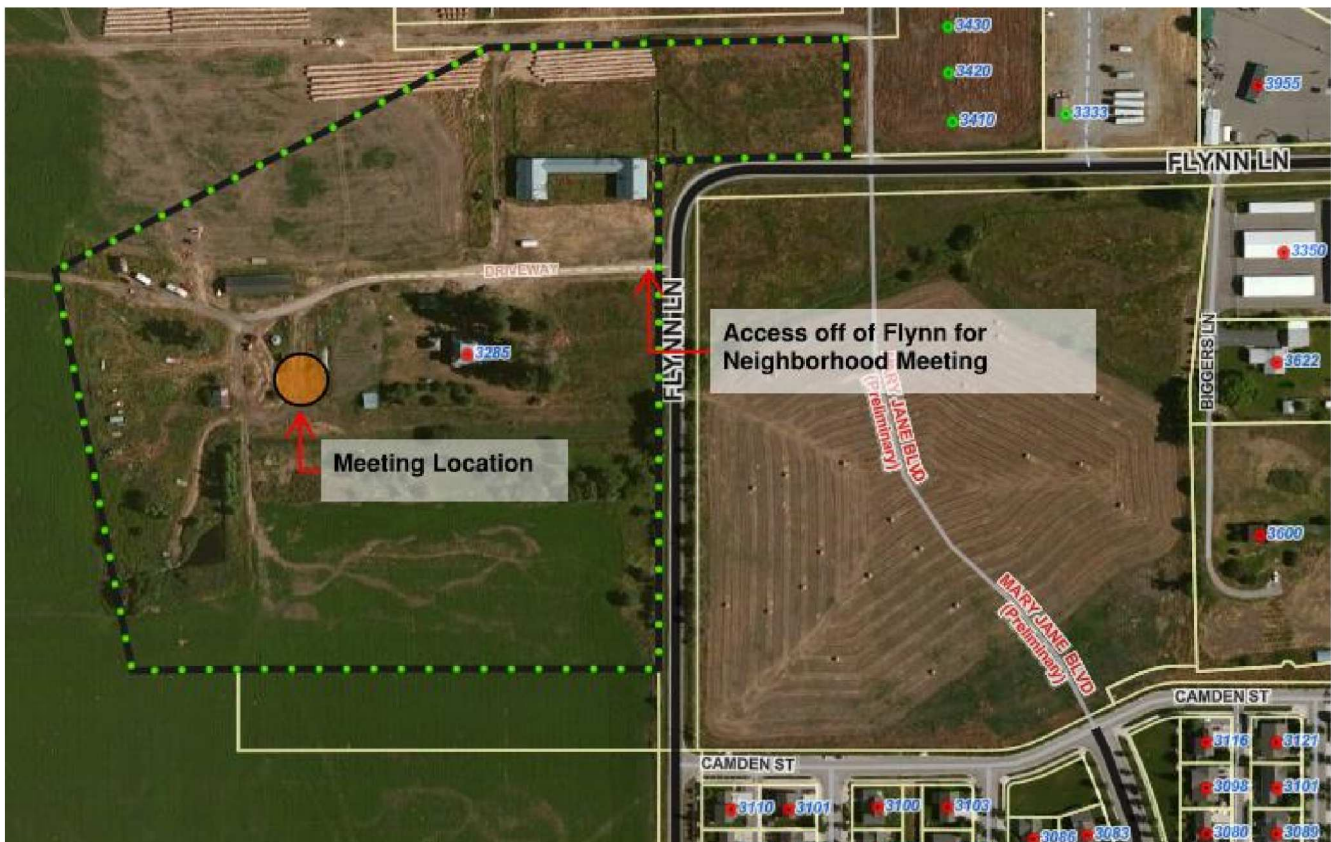 3430
3420
3410
3333
3955
FLYNN LN
3350
DRIVEWAY
FLYNN LN
Access off of Flynn for
Neighborhood Meeting
3285
3622
BIGGERS LN
MARY JANE BLVD
(Preliminary)
Meeting Location
3600
MARY JANE BLVD
(Preliminary)
CAMDEN ST
3116
3121
CAMDEN ST
3098
3101
3110
3101
3100
3103
3086
3083
3080
3089